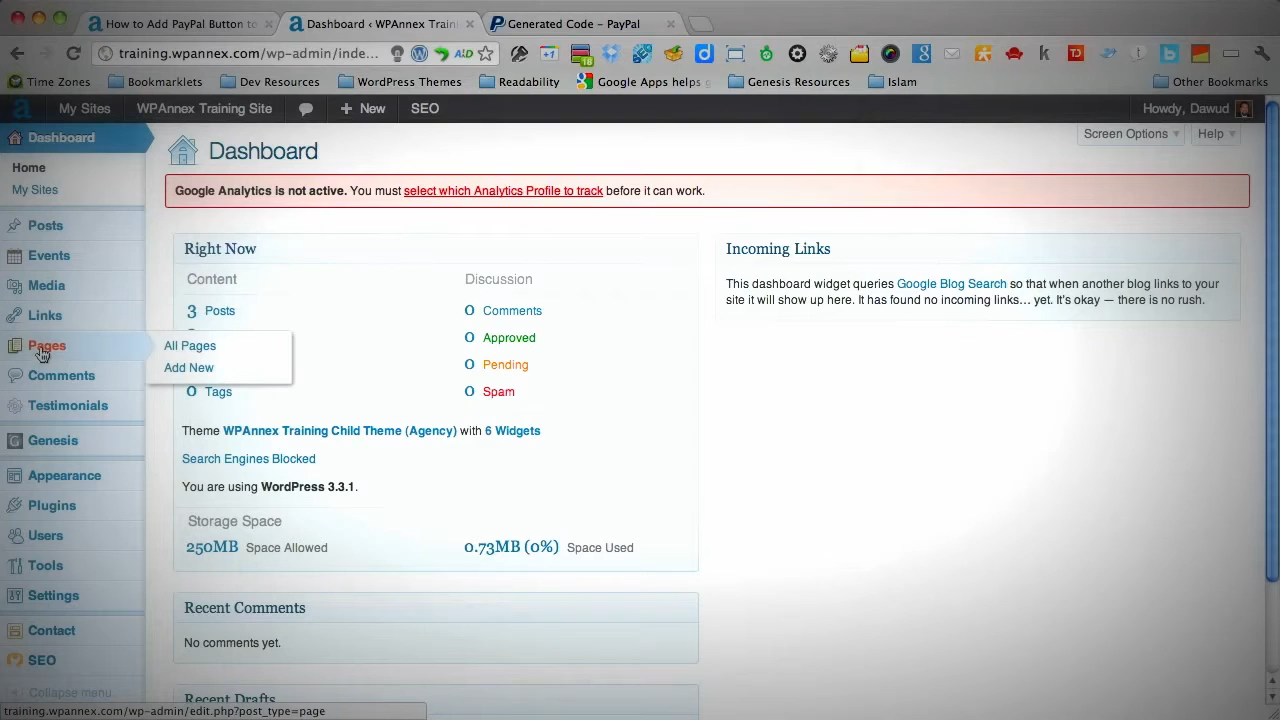 How to Add PayPal Button to
Dashboard ‹ WPAnnex Traini
Generated Code – PayPal
training.wpannex.com/wp-admin/inde...
Time Zones
Bookmarklets
Dev Resources
WordPress Themes
Readability
Google Apps helps
Genesis Resources
Islam
Other Bookmarks
My Sites
WPAnnex Training Site
+ New
SEO
Howdy, Dawud
Dashboard
Home
My Sites
Posts
Events
Media
Links
Pages
All Pages
Add New
Comments
Testimonials
Genesis
Appearance
Plugins
Users
Tools
Settings
Contact
SEO
Collapse menu
training.wpannex.com/wp-admin/edit.php?post_type=page
Screen Options
Help
Dashboard
Google Analytics is not active. You must select which Analytics Profile to track before it can work.
Right Now
Content
Discussion
3 Posts
0 Comments
0 Approved
0 Pending
0 Tags
0 Spam
Theme WPAnnex Training Child Theme (Agency) with 6 Widgets
Search Engines Blocked
You are using WordPress 3.3.1.
Storage Space
250MB Space Allowed
0.73MB (0%) Space Used
Recent Comments
No comments yet.
Recent Drafts
Incoming Links
This dashboard widget queries Google Blog Search so that when another blog links to your
site it will show up here. It has found no incoming links… yet. It's okay — there is no rush.